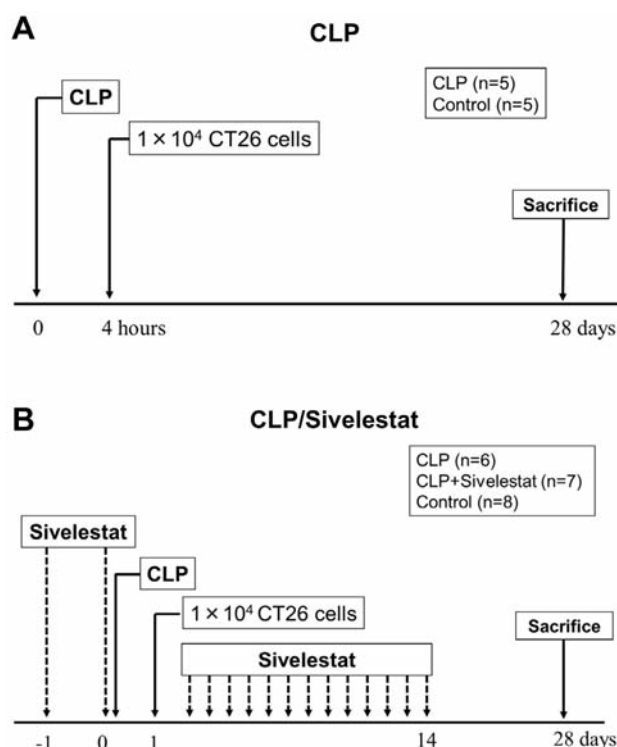 A
CLP
CLP
CLP (n=5)
Control (n=5)
1 × 10⁴ CT26 cells
Sacrifice
0
4 hours
28 days
B
CLP/Sivelestat
CLP (n=6)
CLP+Sivelestat (n=7)
Control (n=8)
Sivelestat
CLP
1 × 10⁴ CT26 cells
Sivelestat
Sacrifice
-1
0
1
14
28 days